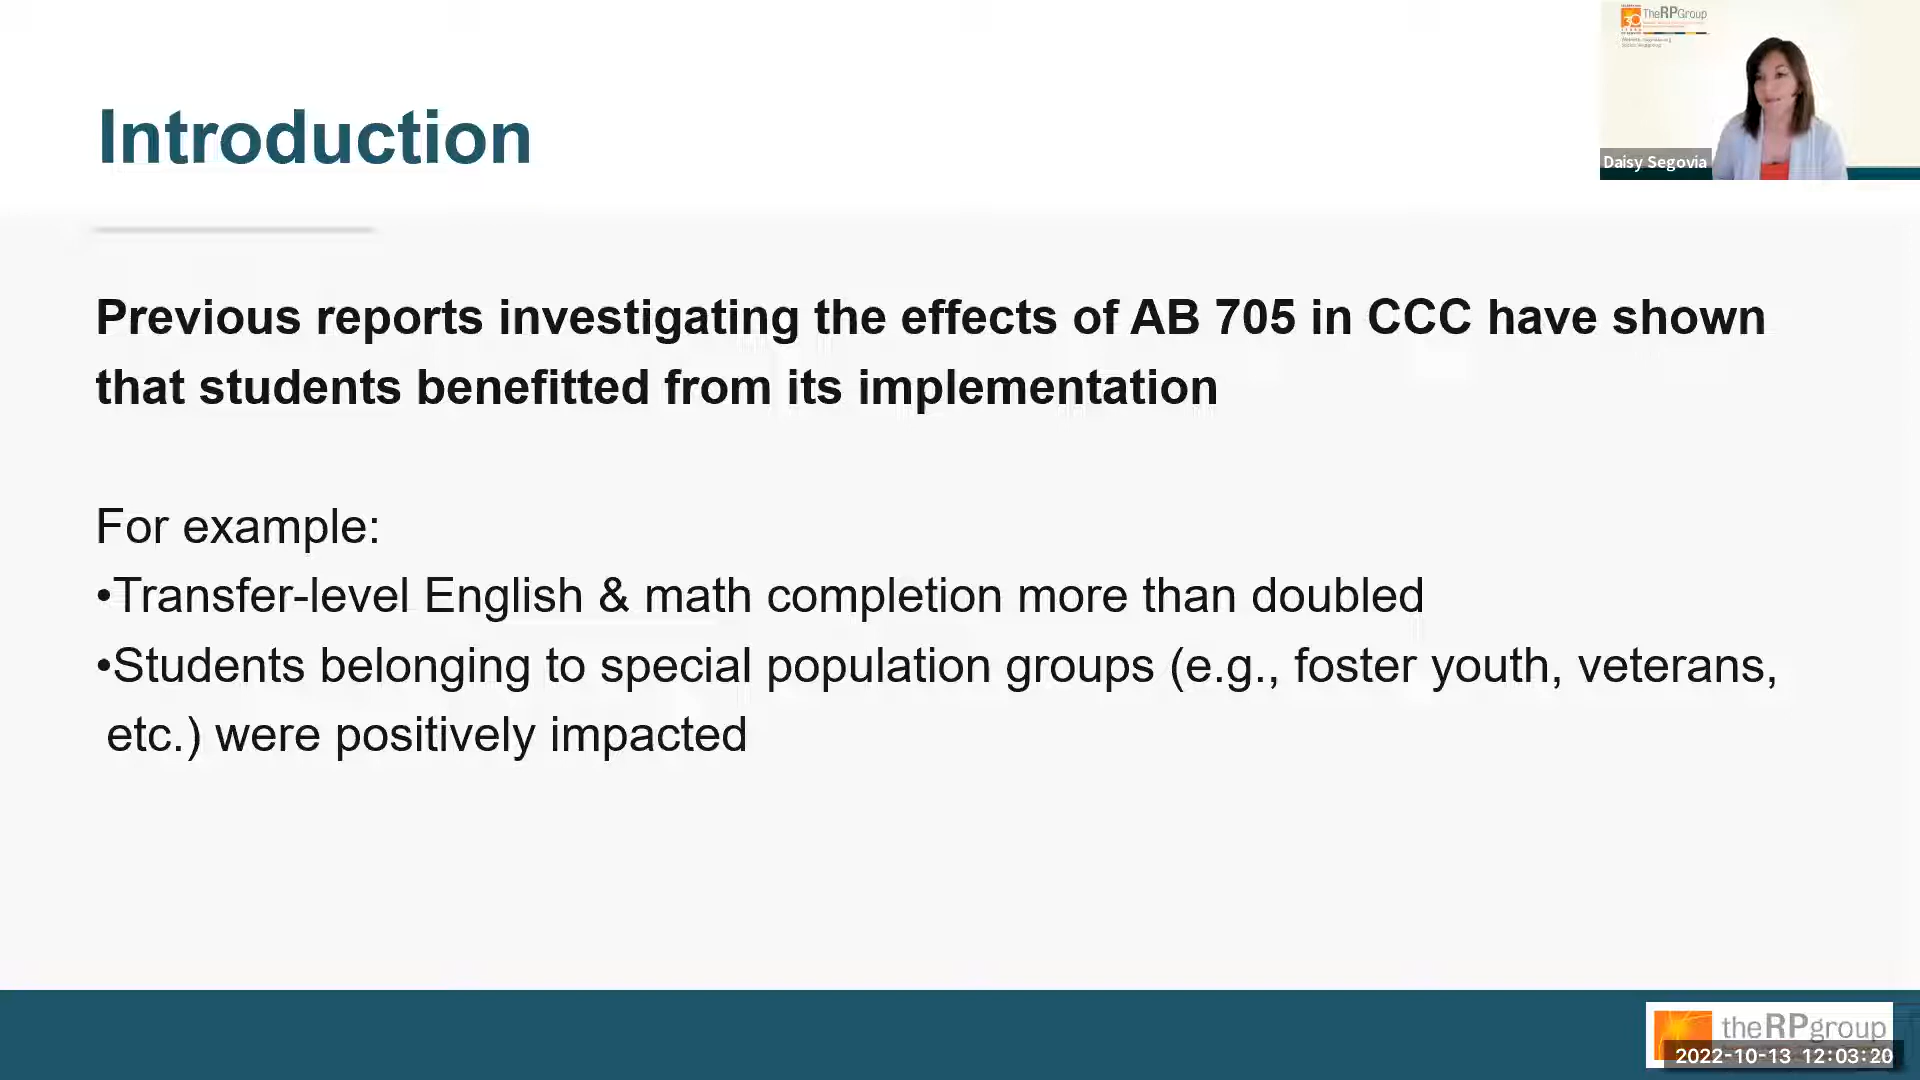 TheRPGroup
Introduction
Daisy Segovia
Previous reports investigating the effects of AB 705 in CCC have shown
that students benefitted from its implementation
For example:
•Transfer-level English & math completion more than doubled
•Students belonging to special population groups (e.g., foster youth, veterans,
etc.) were positively impacted
theRPgroup
2022-10-13 12:03:20